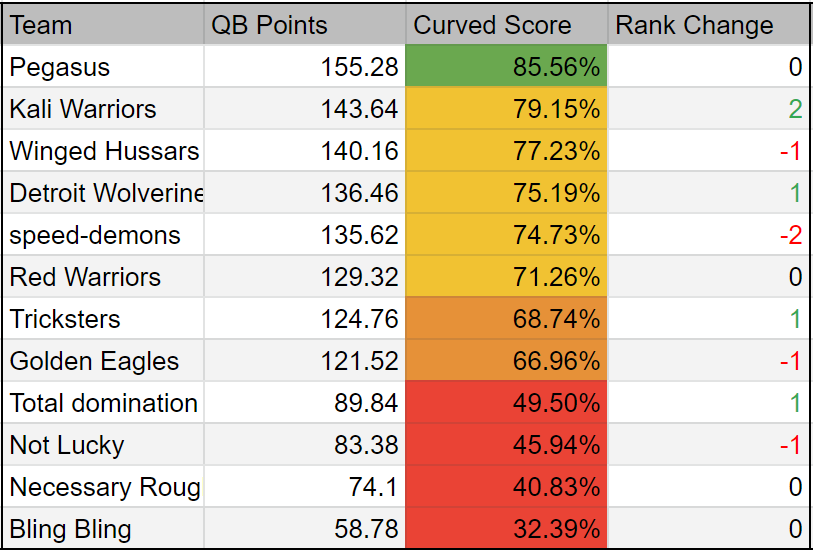 Team QB Points Curved Score Rank Change
Pegasus 155.28 85.56% 0
Kali Warriors 143.64 79.15% 2
Winged Hussars 140.16 77.23% -1
Detroit Wolverine 136.46 75.19% 1
speed-demons 135.62 74.73% -2
Red Warriors 129.32 71.26% 0
Tricksters 124.76 68.74% 1
Golden Eagles 121.52 66.96% -1
Total domination 89.84 49.50% 1
Not Lucky 83.38 45.94% -1
Necessary Roug 74.1 40.83% 0
Bling Bling 58.78 32.39% 0